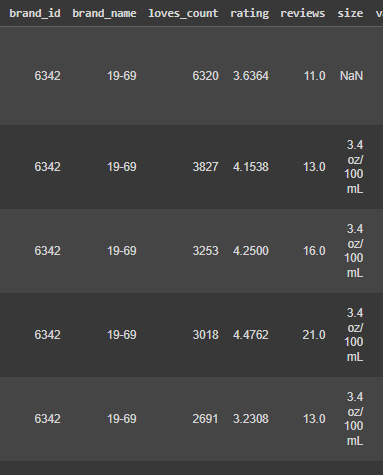 brand_id brand_name loves_count rating reviews size v
6342 19-69 6320 3.6364 11.0 NaN
6342 19-69 3827 4.1538 13.0 3.4
oz/
100
mL
6342 19-69 3253 4.2500 16.0 3.4
oz/
100
mL
6342 19-69 3018 4.4762 21.0 3.4
oz/
100
mL
6342 19-69 2691 3.2308 13.0 3.4
oz/
100
mL